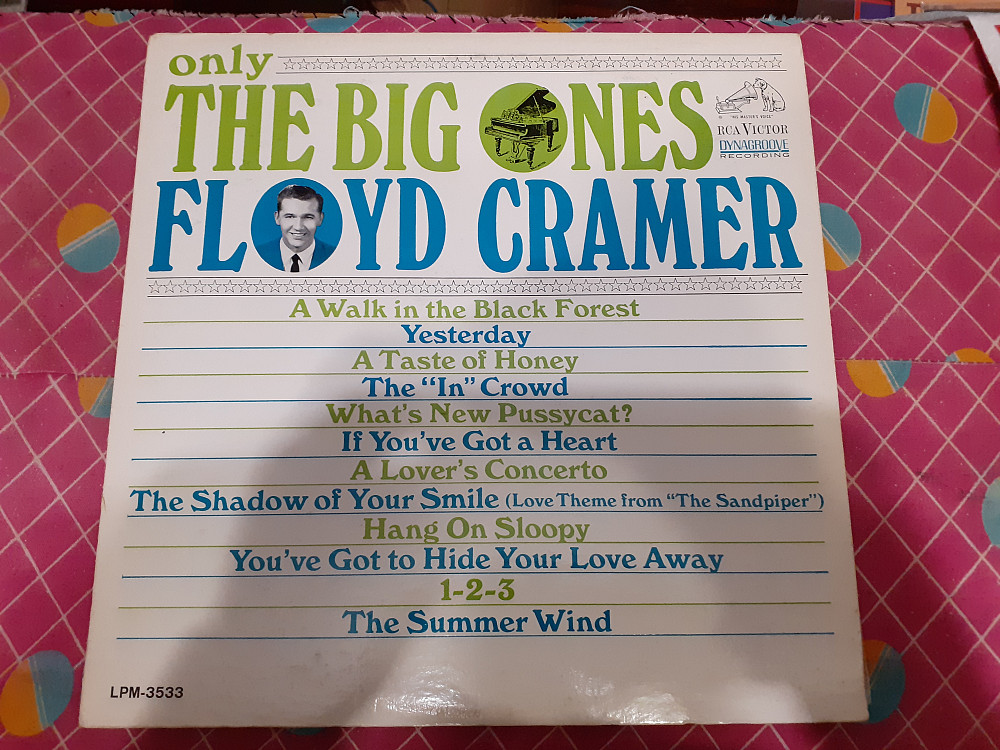 only
THE BIG ONES
"HIS MASTER'S VOICE"
RCA VICTOR
DYNAGROOVE
RECORDING
FLOYD CRAMER
A Walk in the Black Forest
Yesterday
A Taste of Honey
The “In” Crowd
What's New Pussycat?
If You've Got a Heart
A Lover's Concerto
The Shadow of Your Smile (Love Theme from “The Sandpiper”)
Hang On Sloopy
You've Got to Hide Your Love Away
1-2-3
The Summer Wind
LPM-3533